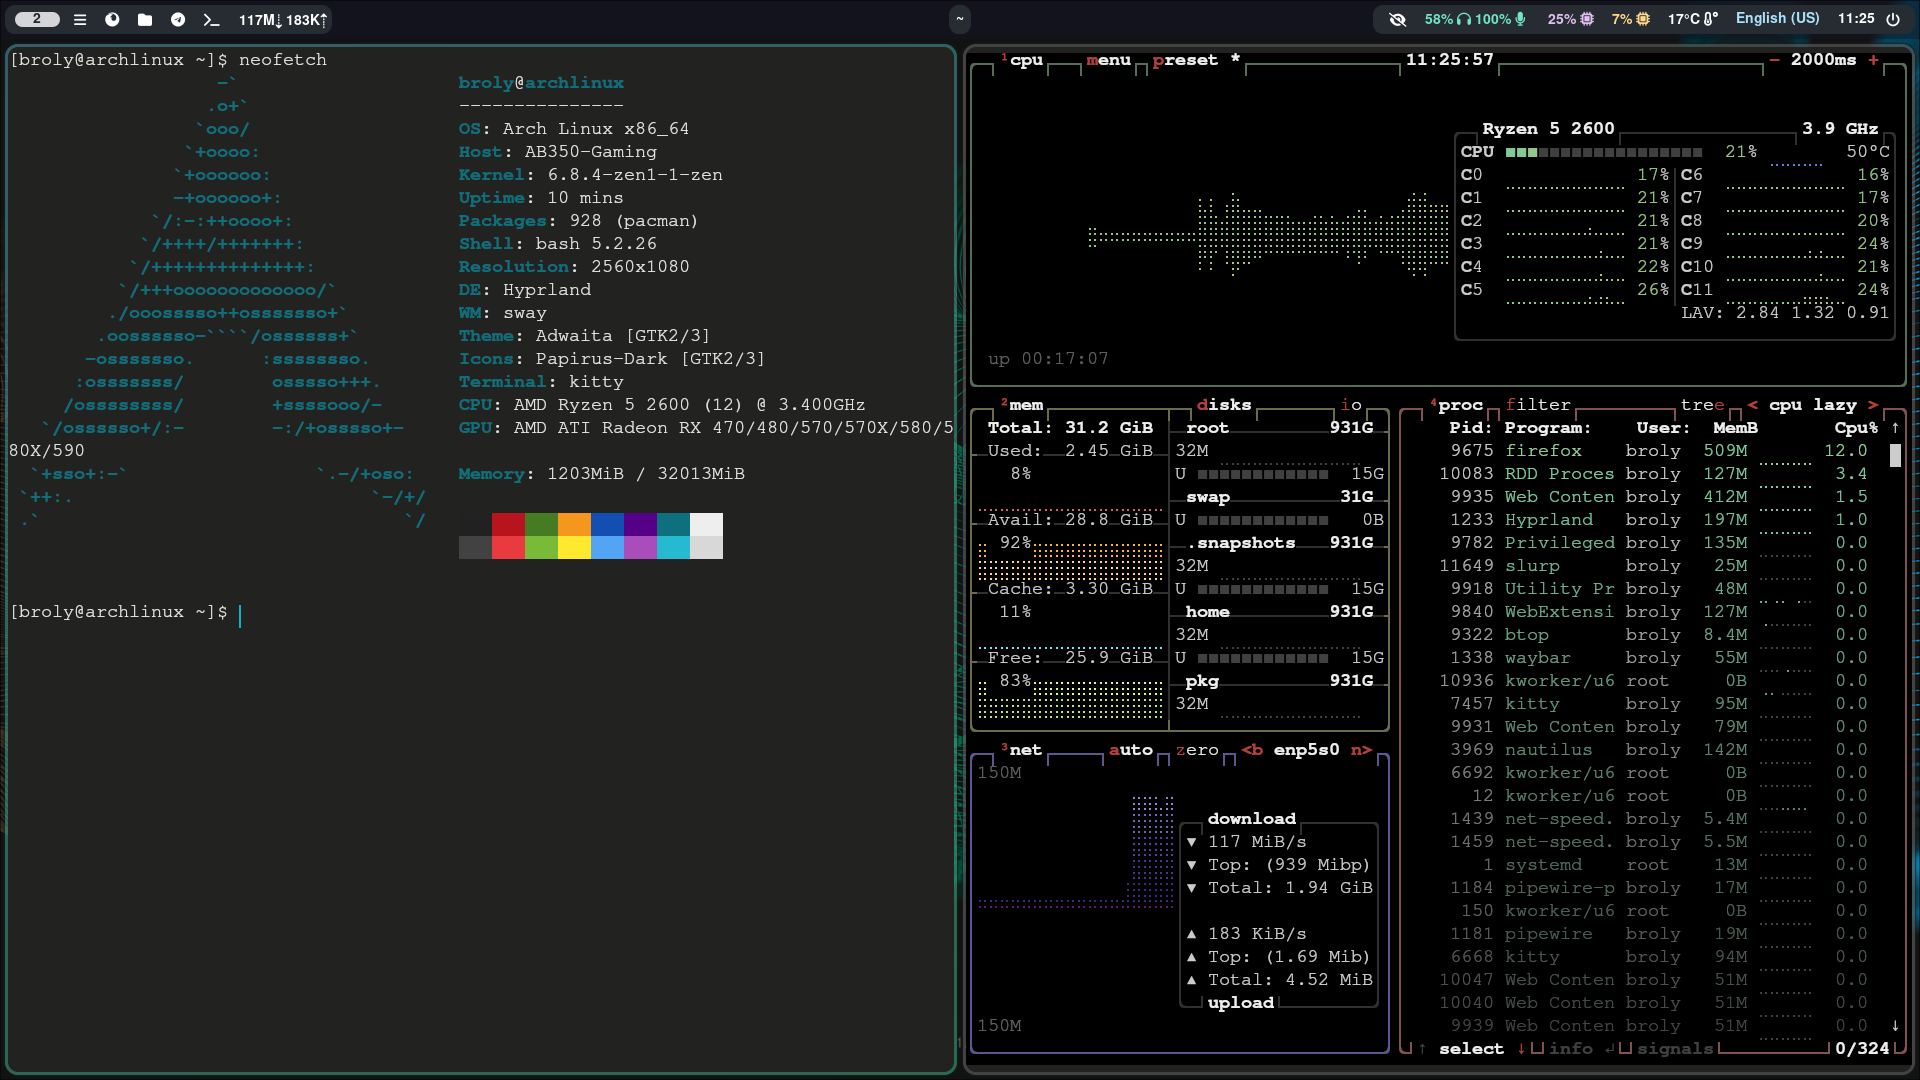 2 117M↓ 183K↑ ~ 58% 100% 25% 7% 17°C English (US) 11:25
[broly@archlinux ~]$ neofetch
-`
.o+`
`ooo/
`+oooo:
`+oooooo:
-+oooooo+:
`/:-:++oooo+:
`/++++/+++++++:
`/++++++++++++++:
`/+++ooooooooooooo/`
./ooosssso++osssssso+`
.oossssso-````/ossssss+`
-osssssso. :ssssssso.
:osssssss/ osssso+++.
/ossssssss/ +ssssooo/-
`/ossssso+/:- -:/+osssso+-
`+sso+:-` `.-/+oso:
`++:. `-/+/
.` `/
broly@archlinux
---------------
OS: Arch Linux x86_64
Host: AB350-Gaming
Kernel: 6.8.4-zen1-1-zen
Uptime: 10 mins
Packages: 928 (pacman)
Shell: bash 5.2.26
Resolution: 2560x1080
DE: Hyprland
WM: sway
Theme: Adwaita [GTK2/3]
Icons: Papirus-Dark [GTK2/3]
Terminal: kitty
CPU: AMD Ryzen 5 2600 (12) @ 3.400GHz
GPU: AMD ATI Radeon RX 470/480/570/570X/580/5
80X/590
Memory: 1203MiB / 32013MiB
[broly@archlinux ~]$
¹cpu menu preset * 11:25:57 - 2000ms +
Ryzen 5 2600 3.9 GHz
CPU 21% 50°C
C0 17% C6 16%
C1 21% C7 17%
C2 21% C8 20%
C3 21% C9 24%
C4 22% C10 21%
C5 26% C11 24%
LAV: 2.84 1.32 0.91
up 00:17:07
²mem disks io
Total: 31.2 GiB
Used: 2.45 GiB
8%
Avail: 28.8 GiB
92%
Cache: 3.30 GiB
11%
Free: 25.9 GiB
83%
root 931G
32M
U 15G
swap 31G
U 0B
.snapshots 931G
32M
U 15G
home 931G
32M
U 15G
pkg 931G
32M
³net auto zero <b enp5s0 n>
150M
download
▼ 117 MiB/s
▼ Top: (939 Mibp)
▼ Total: 1.94 GiB
▲ 183 KiB/s
▲ Top: (1.69 Mib)
▲ Total: 4.52 MiB
upload
150M
⁴proc filter tree < cpu lazy >
Pid: Program: User: MemB Cpu% ↑
9675 firefox broly 509M 12.0
10083 RDD Proces broly 127M 3.4
9935 Web Conten broly 412M 1.5
1233 Hyprland broly 197M 1.0
9782 Privileged broly 135M 0.0
11649 slurp broly 25M 0.0
9918 Utility Pr broly 48M 0.0
9840 WebExtensi broly 127M 0.0
9322 btop broly 8.4M 0.0
1338 waybar broly 55M 0.0
10936 kworker/u6 root 0B 0.0
7457 kitty broly 95M 0.0
9931 Web Conten broly 79M 0.0
3969 nautilus broly 142M 0.0
6692 kworker/u6 root 0B 0.0
12 kworker/u6 root 0B 0.0
1439 net-speed. broly 5.4M 0.0
1459 net-speed. broly 5.5M 0.0
1 systemd root 13M 0.0
1184 pipewire-p broly 17M 0.0
150 kworker/u6 root 0B 0.0
1181 pipewire broly 19M 0.0
6668 kitty broly 94M 0.0
10047 Web Conten broly 51M 0.0
10040 Web Conten broly 51M 0.0
9939 Web Conten broly 51M 0.0 ↓
↑ select ↓ info ↵ signals 0/324